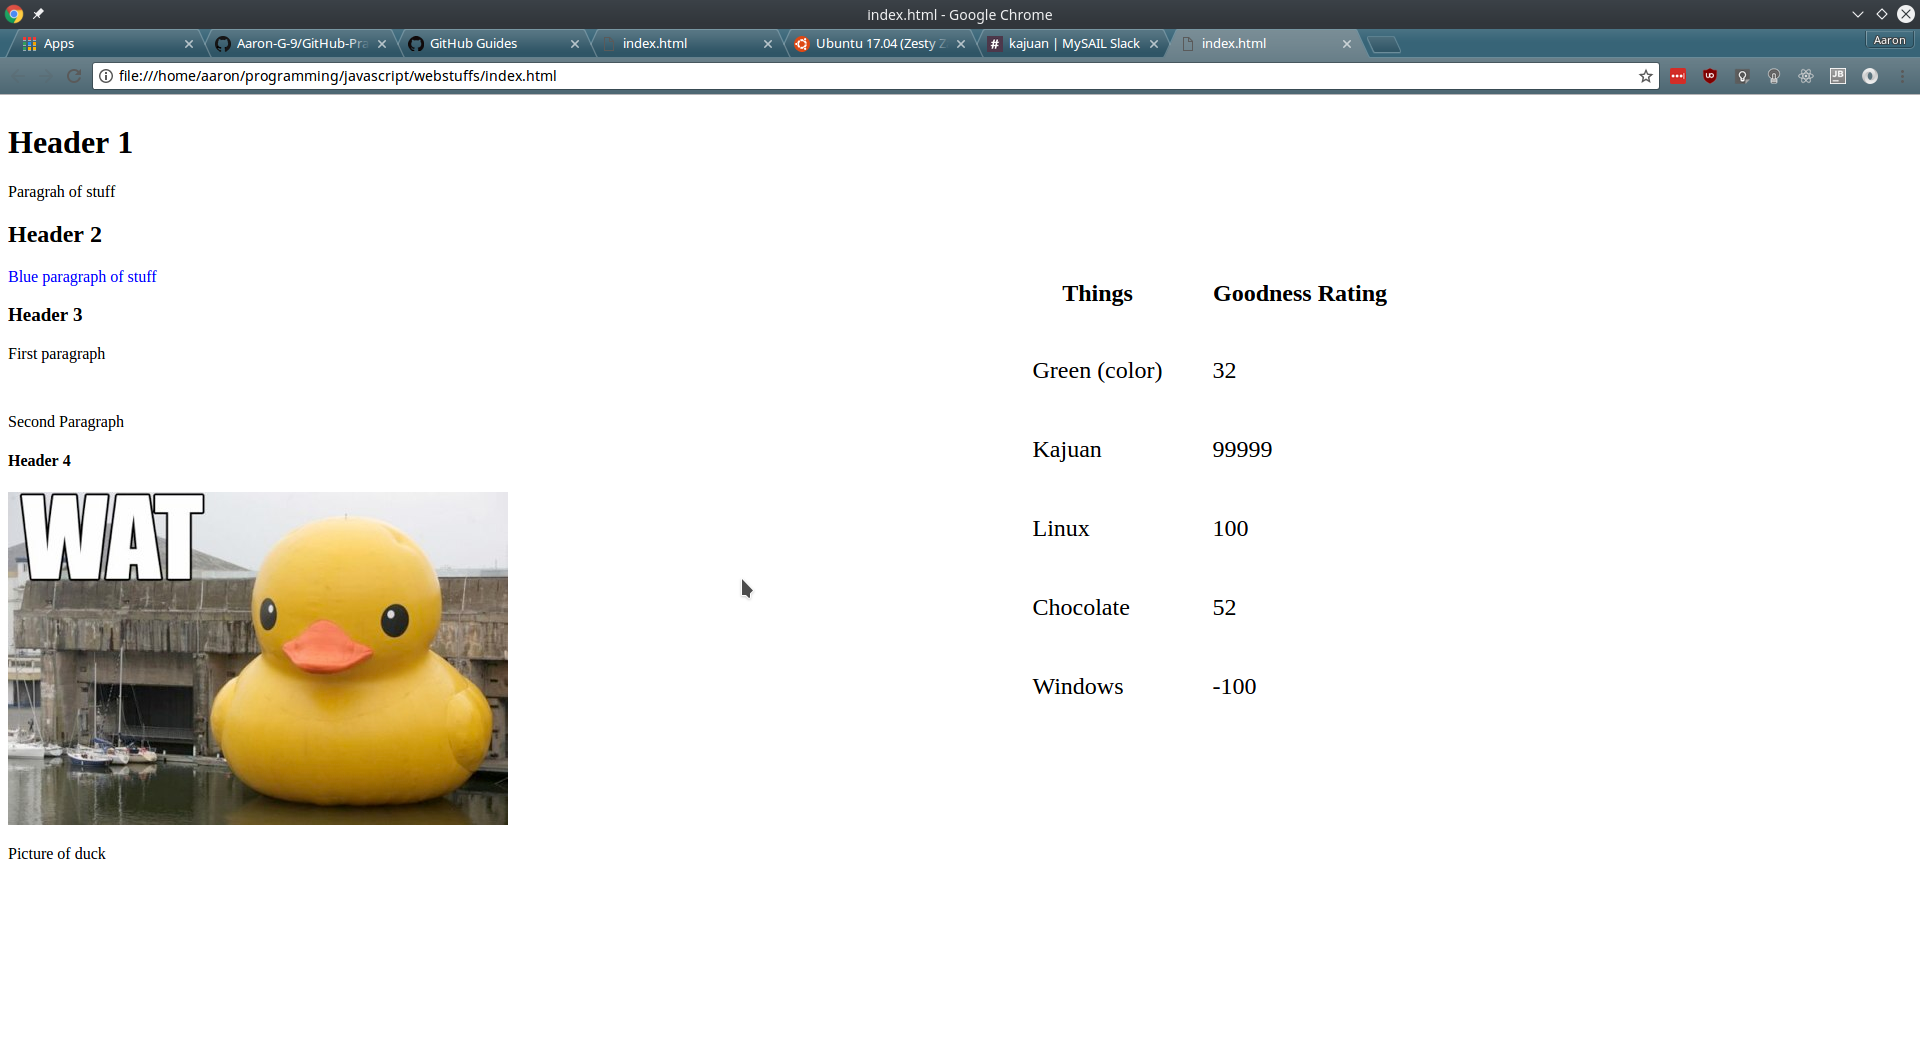 index.html - Google Chrome
Apps
Aaron-G-9/GitHub-Pra
GitHub Guides
index.html
Ubuntu 17.04 (Zesty Z
# kajuan | MySAIL Slack
index.html
Aaron
file:///home/aaron/programming/javascript/webstuffs/index.html
JB
Header 1
Paragrah of stuff
Header 2
Blue paragraph of stuff
Header 3
First paragraph
Second Paragraph
Header 4
WAT
Picture of duck
Things Goodness Rating
Green (color) 32
Kajuan 99999
Linux 100
Chocolate 52
Windows -100